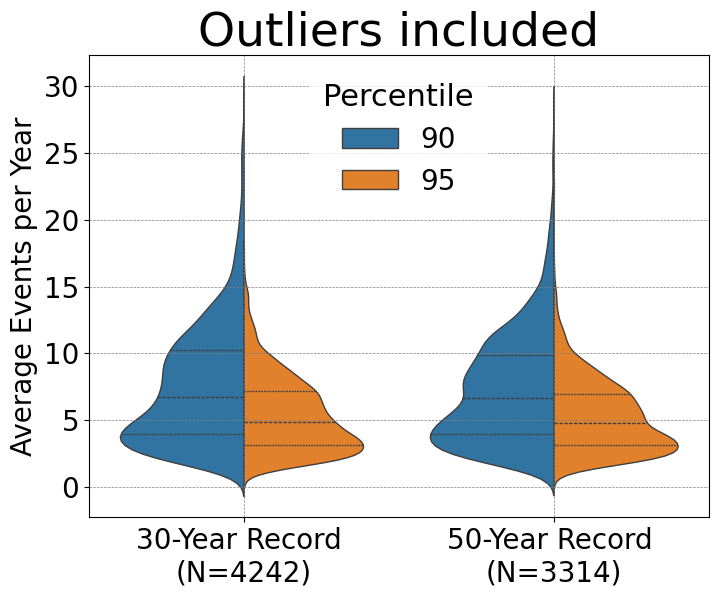 Outliers included
Average Events per Year
30
25
20
15
10
5
0
Percentile
90
95
30-Year Record
(N=4242)
50-Year Record
(N=3314)